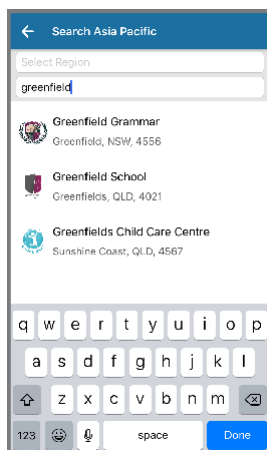 Search Asia Pacific
Select Region
greenfield
Greenfield Grammar
Greenfield, NSW, 4556
Greenfield School
Greenfields, QLD, 4021
Greenfields Child Care Centre
Sunshine Coast, QLD, 4567
q w e r t y u i o p
a s d f g h j k l
z x c v b n m
123 space Done